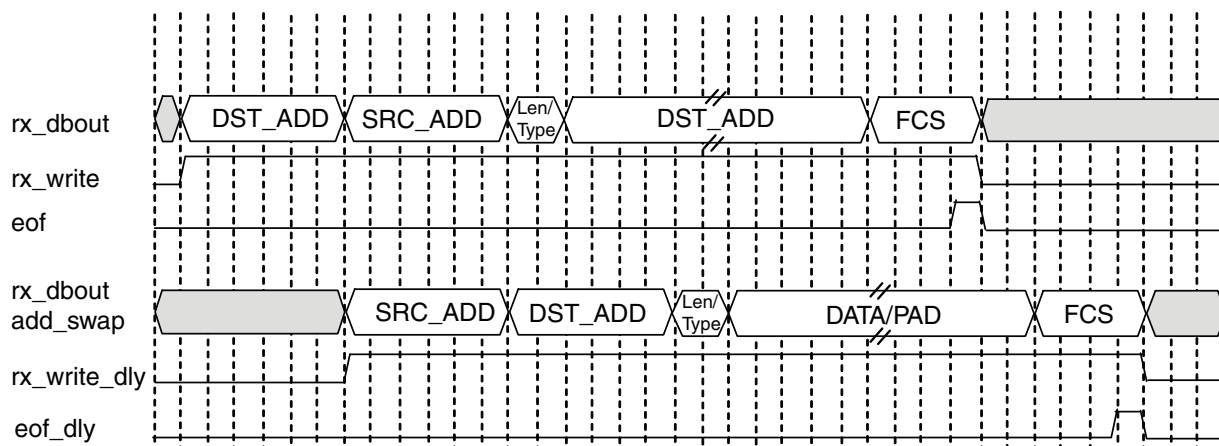 rx_dbout
DST_ADD
SRC_ADD
Len/
Type
DST_ADD
FCS
rx_write
eof
rx_dbout
add_swap
SRC_ADD
DST_ADD
Len/
Type
DATA/PAD
FCS
rx_write_dly
eof_dly